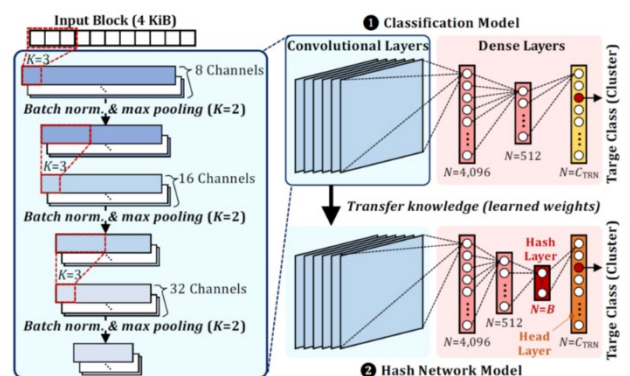 Input Block (4 KiB)
K=3
8 Channels
Batch norm. & max pooling (K=2)
K=3
16 Channels
Batch norm. & max pooling (K=2)
K=3
32 Channels
Batch norm. & max pooling (K=2)
1 Classification Model
Convolutional Layers
Dense Layers
N=4,096
N=512
N=CTRN
Targe Class (Cluster)
Transfer knowledge (learned weights)
Hash
Layer
N=4,096
N=512
N=B
Head
Layer
N=CTRN
Targe Class (Cluster)
2 Hash Network Model